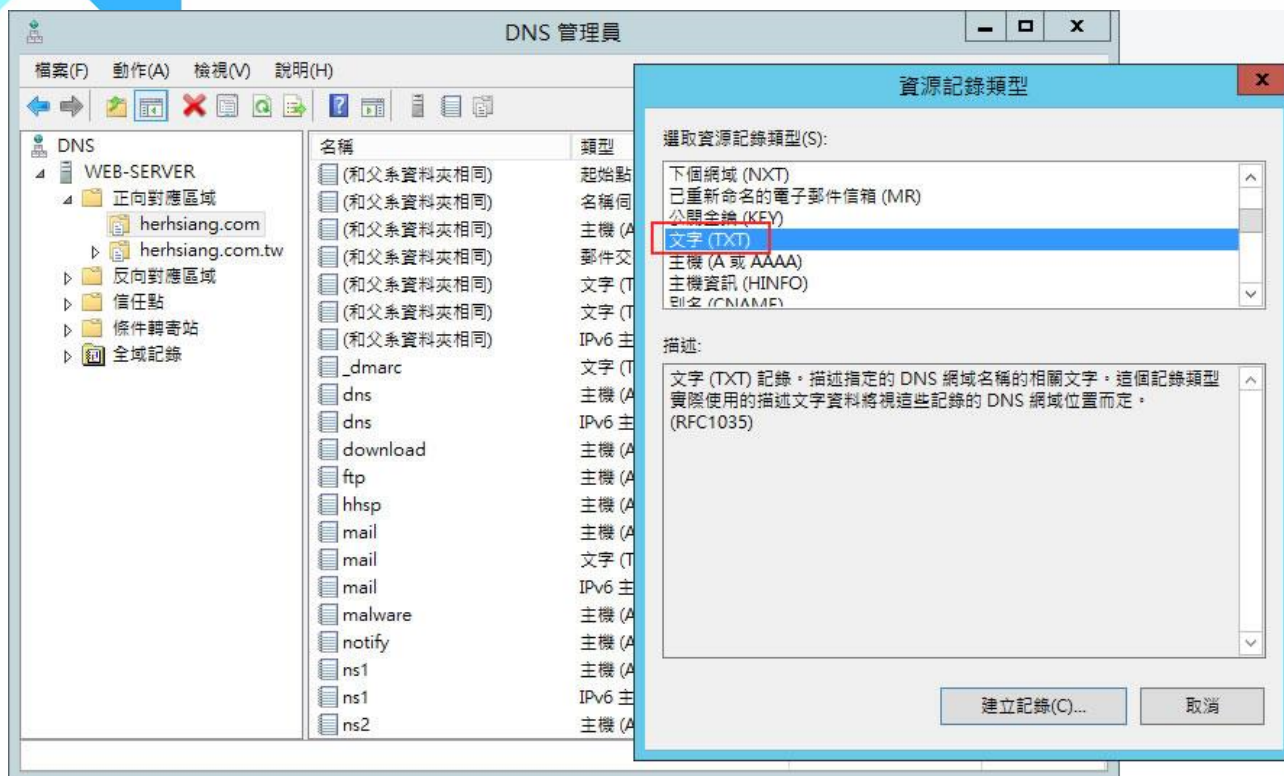 DNS 管理員
檔案(F) 動作(A) 檢視(V) 說明(H)
DNS
WEB-SERVER
正向對應區域
herhsiang.com
herhsiang.com.tw
反向對應區域
信任點
條件轉寄站
全域記錄
名稱 類型
(和父系資料夾相同) 起始點
(和父系資料夾相同) 名稱伺
(和父系資料夾相同) 主機 (A
(和父系資料夾相同) 郵件交
(和父系資料夾相同) 文字 (T
(和父系資料夾相同) 文字 (T
(和父系資料夾相同) IPv6 主
_dmarc 文字 (T
dns 主機 (A
dns IPv6 主
download 主機 (A
ftp 主機 (A
hhsp 主機 (A
mail 主機 (A
mail 文字 (T
mail IPv6 主
malware 主機 (A
notify 主機 (A
ns1 主機 (A
ns1 IPv6 主
ns2 主機 (A
資源記錄類型
選取資源記錄類型(S):
下個網域 (NXT)
已重新命名的電子郵件信箱 (MR)
公開金鑰 (KEY)
文字 (TXT)
主機 (A 或 AAAA)
主機資訊 (HINFO)
別名 (CNAME)
描述:
文字 (TXT) 記錄。描述指定的 DNS 網域名稱的相關文字。這個記錄類型
實際使用的描述文字資料將視這些記錄的 DNS 網域位置而定。
(RFC1035)
建立記錄(C)... 取消